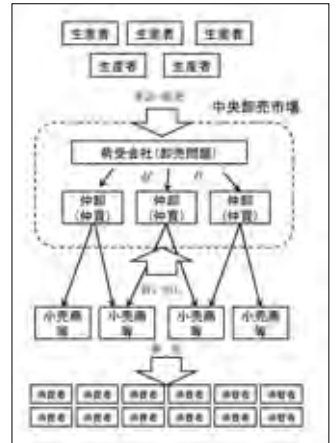 生産者 生産者 生産者
生産者 生産者
中央卸売市場
荷受会社(卸売問屋)
仲卸 仲卸 仲卸
(仲買) (仲買) (仲買)
小売商 小売商 小売商 小売商
等 等 等 等
消費者 消費者 消費者 消費者 消費者 消費者
消費者 消費者 消費者 消費者 消費者 消費者